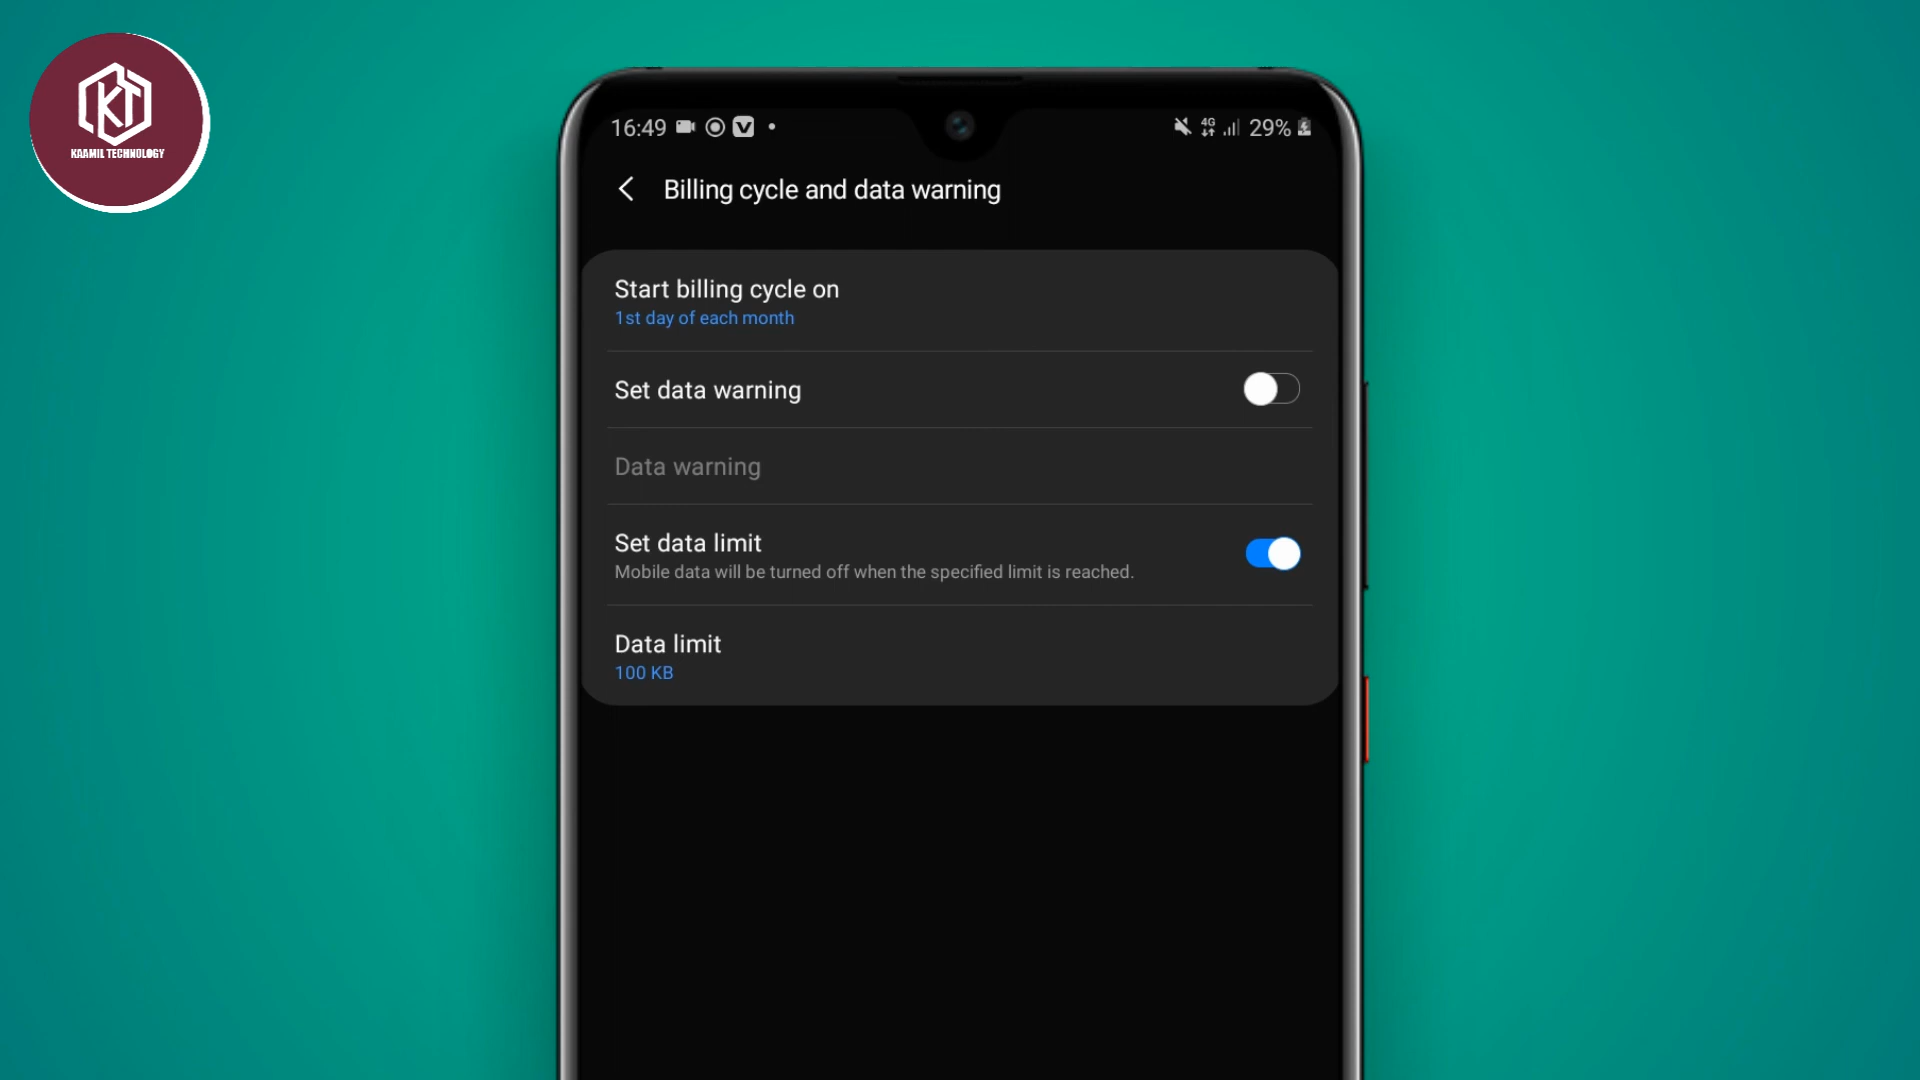 KT
KAAMIL TECHNOLOGY
16:49
4G
29%
Billing cycle and data warning
Start billing cycle on
1st day of each month
Set data warning
Data warning
Set data limit
Mobile data will be turned off when the specified limit is reached.
Data limit
100 KB